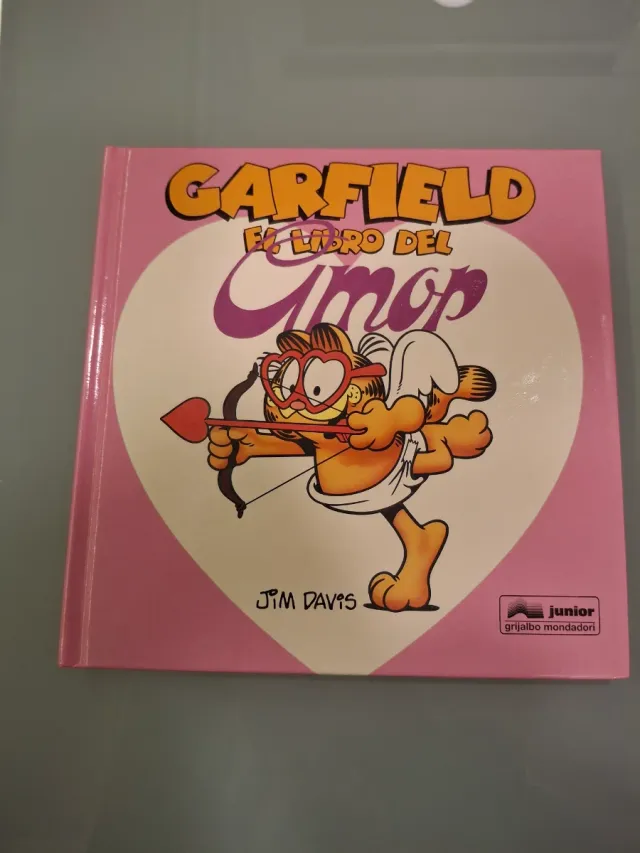 GARFIELD
EL LIBRO DEL
Amor
JIM DAVIS
junior
grijalbo mondadori